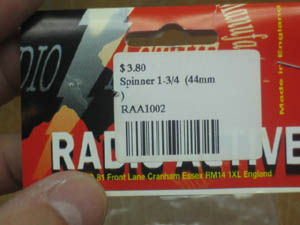 Made in England
DIO
$3.80
Spinner 1-3/4 (44mm
)
RAA1002
RADIO ACTIVE
81 Front Lane Cranham Essex RM14 1XL England